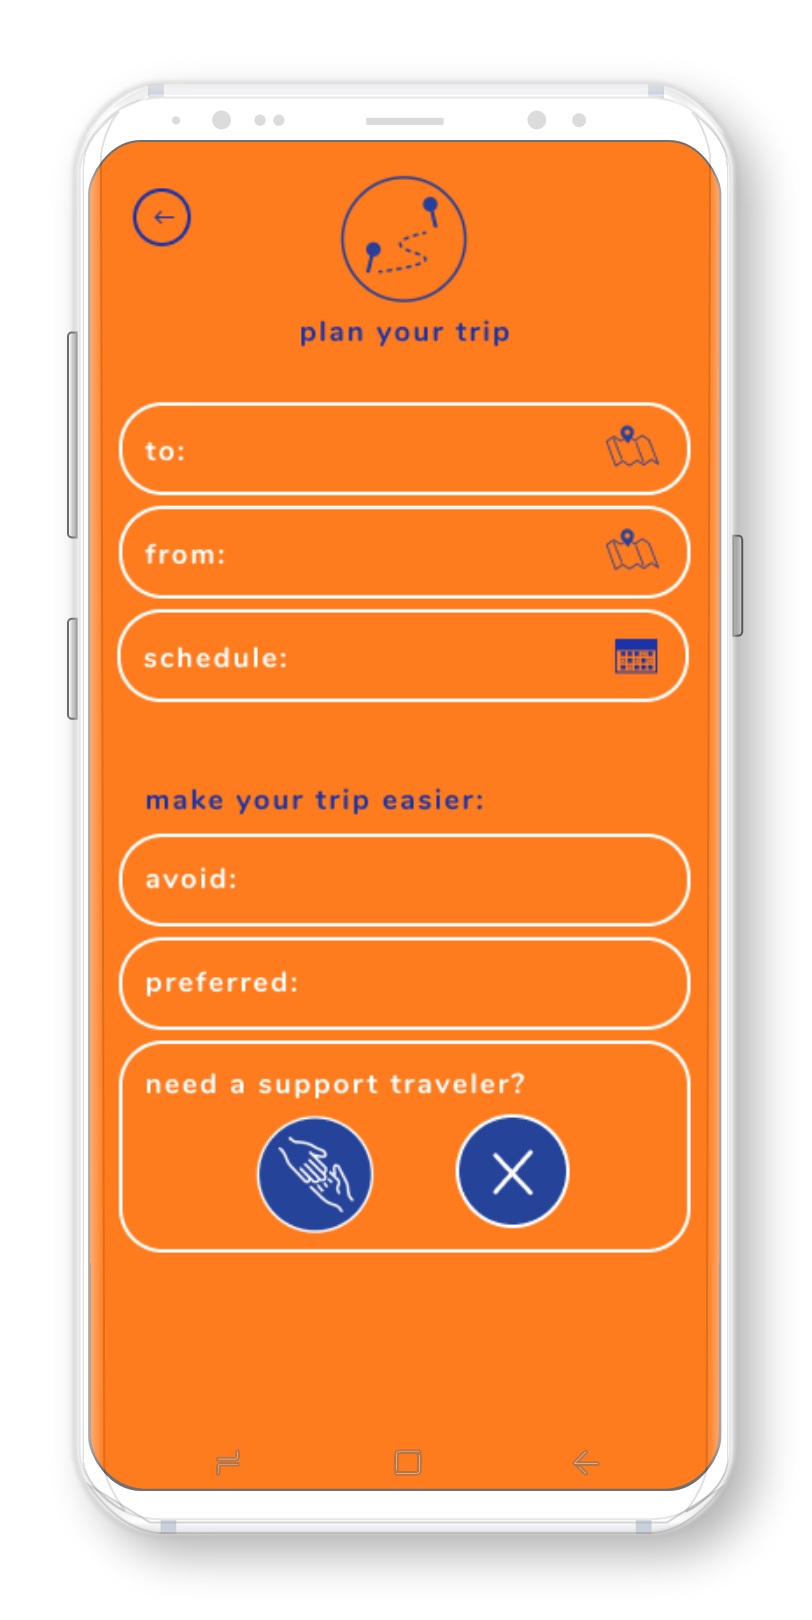 plan your trip
to:
from:
schedule:
make your trip easier:
avoid:
preferred:
need a support traveler?